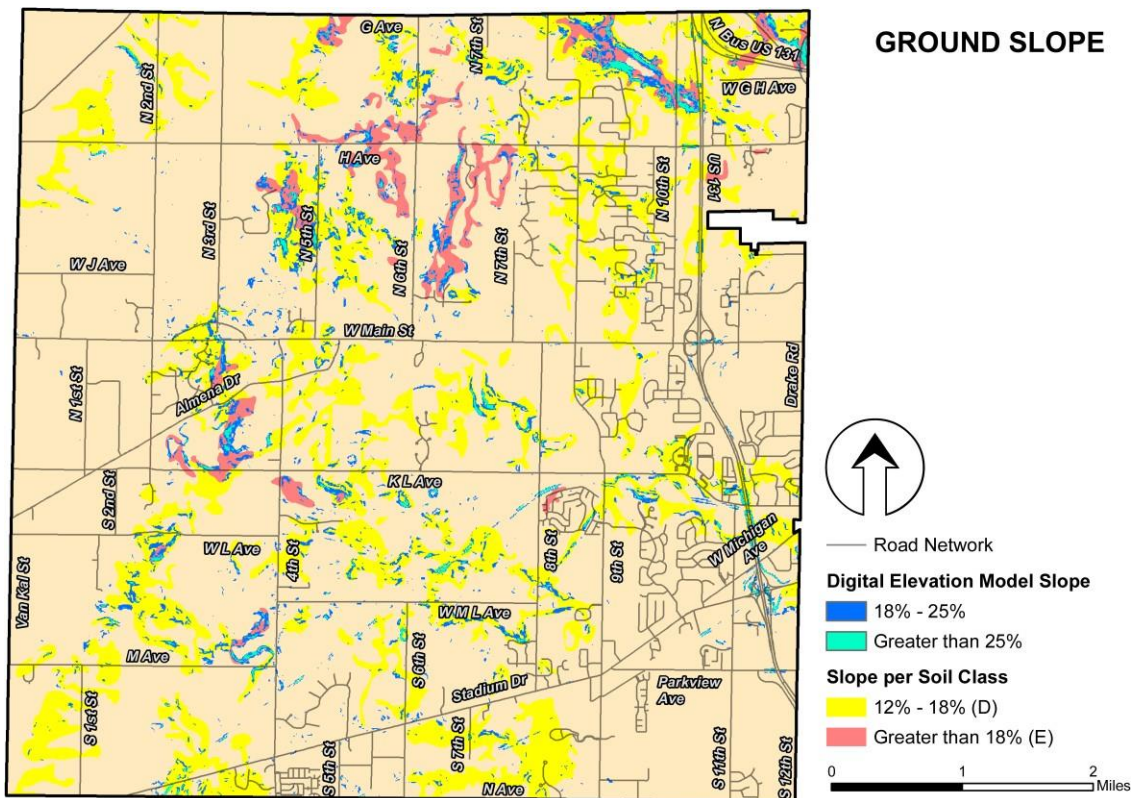 GROUND SLOPE
G Ave
N 7th St
N Bus US 131
N 2nd St
W G H Ave
H Ave
N 10th St
US 131
N 3rd St
N 5th St
N 6th St
N 7th St
W J Ave
W Main St
N 1st St
Almena Dr
Drake Rd
K L Ave
S 2nd St
W L Ave
4th St
8th St
9th St
W Michigan
Ave
Van Kal St
W M L Ave
M Ave
S 6th St
Stadium Dr
Parkview
Ave
S 1st St
S 5th St
S 7th St
N Ave
S 11th St
S 12th St
Road Network
Digital Elevation Model Slope
18% - 25%
Greater than 25%
Slope per Soil Class
12% - 18% (D)
Greater than 18% (E)
0 1 2
Miles